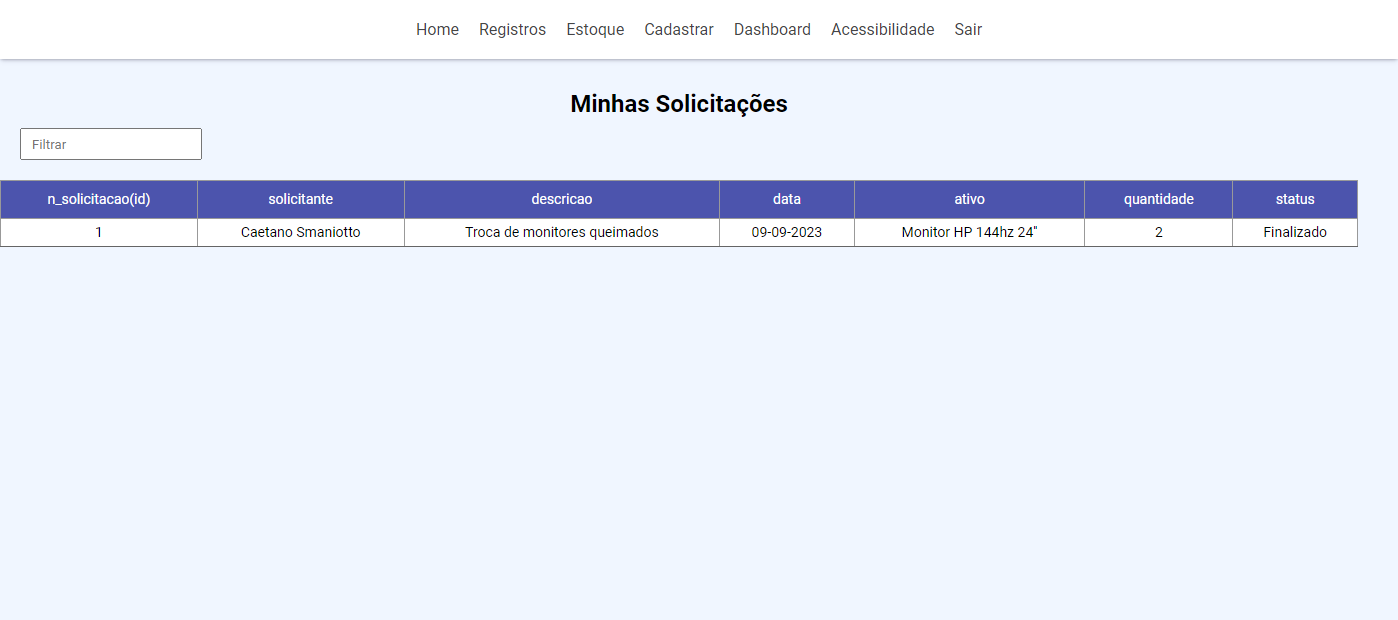 Home Registros Estoque Cadastrar Dashboard Acessibilidade Sair
Minhas Solicitações
Filtrar
n_solicitacao(id) solicitante descricao data ativo quantidade status
1 Caetano Smaniotto Troca de monitores queimados 09-09-2023 Monitor HP 144hz 24" 2 Finalizado